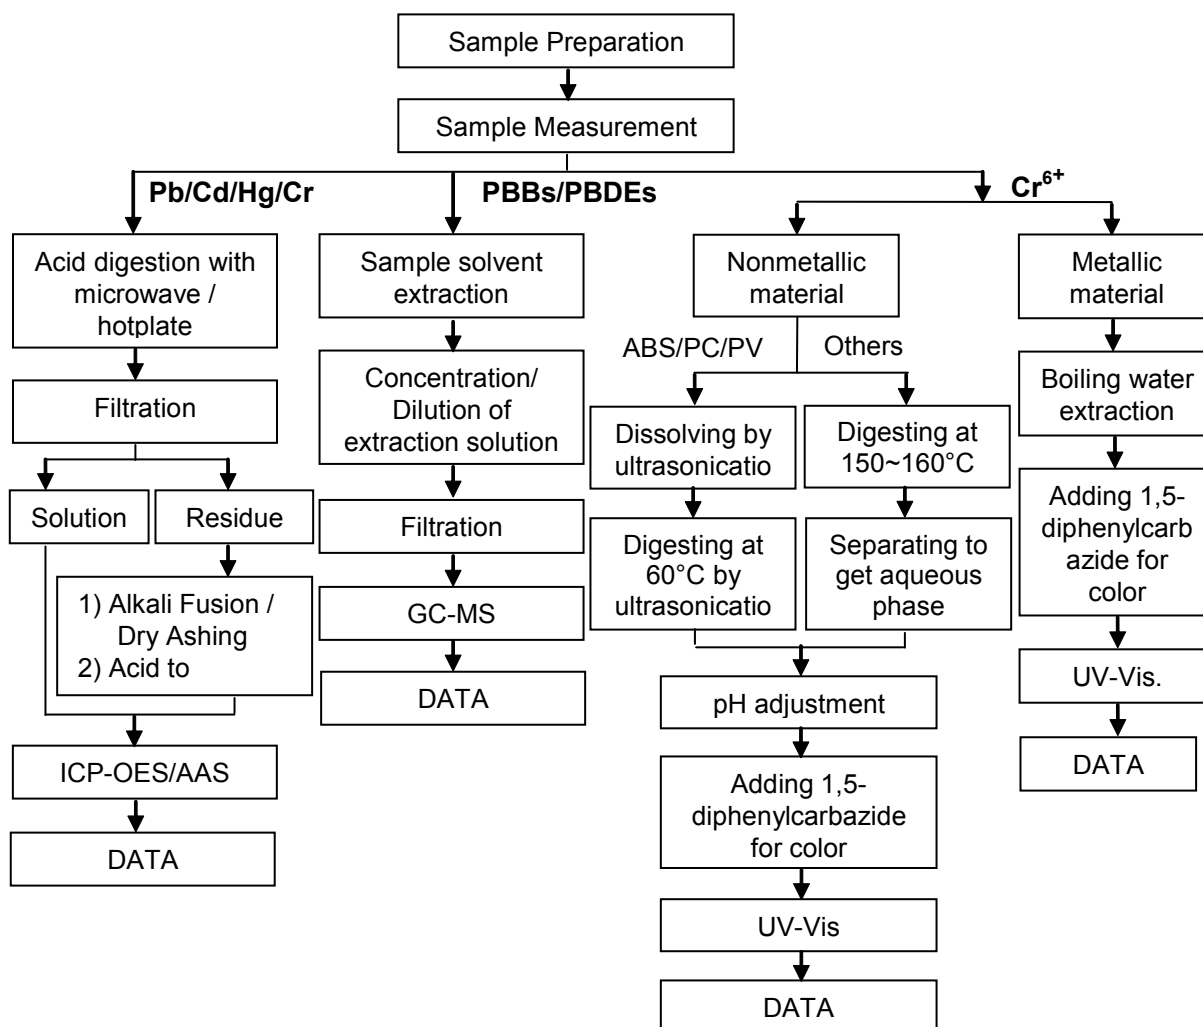 Sample Preparation
Sample Measurement
Pb/Cd/Hg/Cr
PBBs/PBDEs
Cr⁶⁺
Acid digestion with
microwave /
hotplate
Filtration
Solution
Residue
1) Alkali Fusion /
Dry Ashing
2) Acid to
ICP-OES/AAS
DATA
Sample solvent
extraction
Concentration/
Dilution of
extraction solution
Filtration
GC-MS
DATA
Nonmetallic
material
ABS/PC/PV
Others
Dissolving by
ultrasonicatio
Digesting at
60°C by
ultrasonicatio
Digesting at
150~160°C
Separating to
get aqueous
phase
pH adjustment
Adding 1,5-
diphenylcarbazide
for color
UV-Vis
DATA
Metallic
material
Boiling water
extraction
Adding 1,5-
diphenylcarb
azide for
color
UV-Vis.
DATA